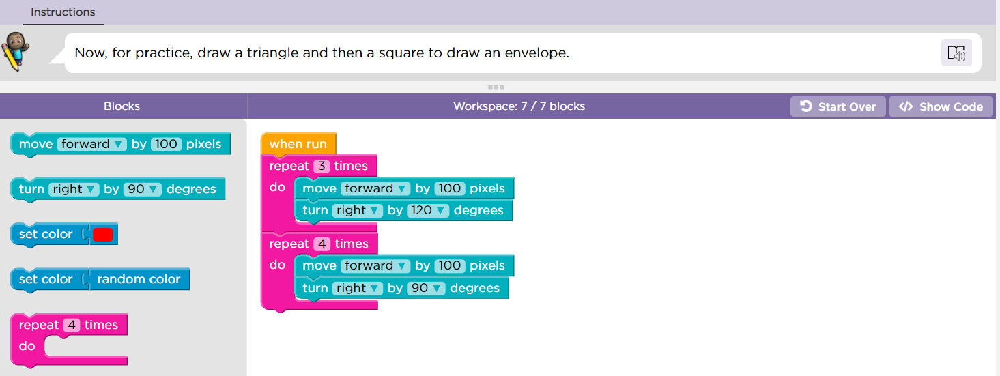 Instructions
Now, for practice, draw a triangle and then a square to draw an envelope.
Blocks
Workspace: 7 / 7 blocks
Start Over
</> Show Code
move forward ▼ by 100 pixels
turn right ▼ by 90 ▼ degrees
set color
set color random color
repeat 4 times
do
when run
repeat 3 times
do move forward ▼ by 100 pixels
turn right ▼ by 120 ▼ degrees
repeat 4 times
do move forward ▼ by 100 pixels
turn right ▼ by 90 ▼ degrees